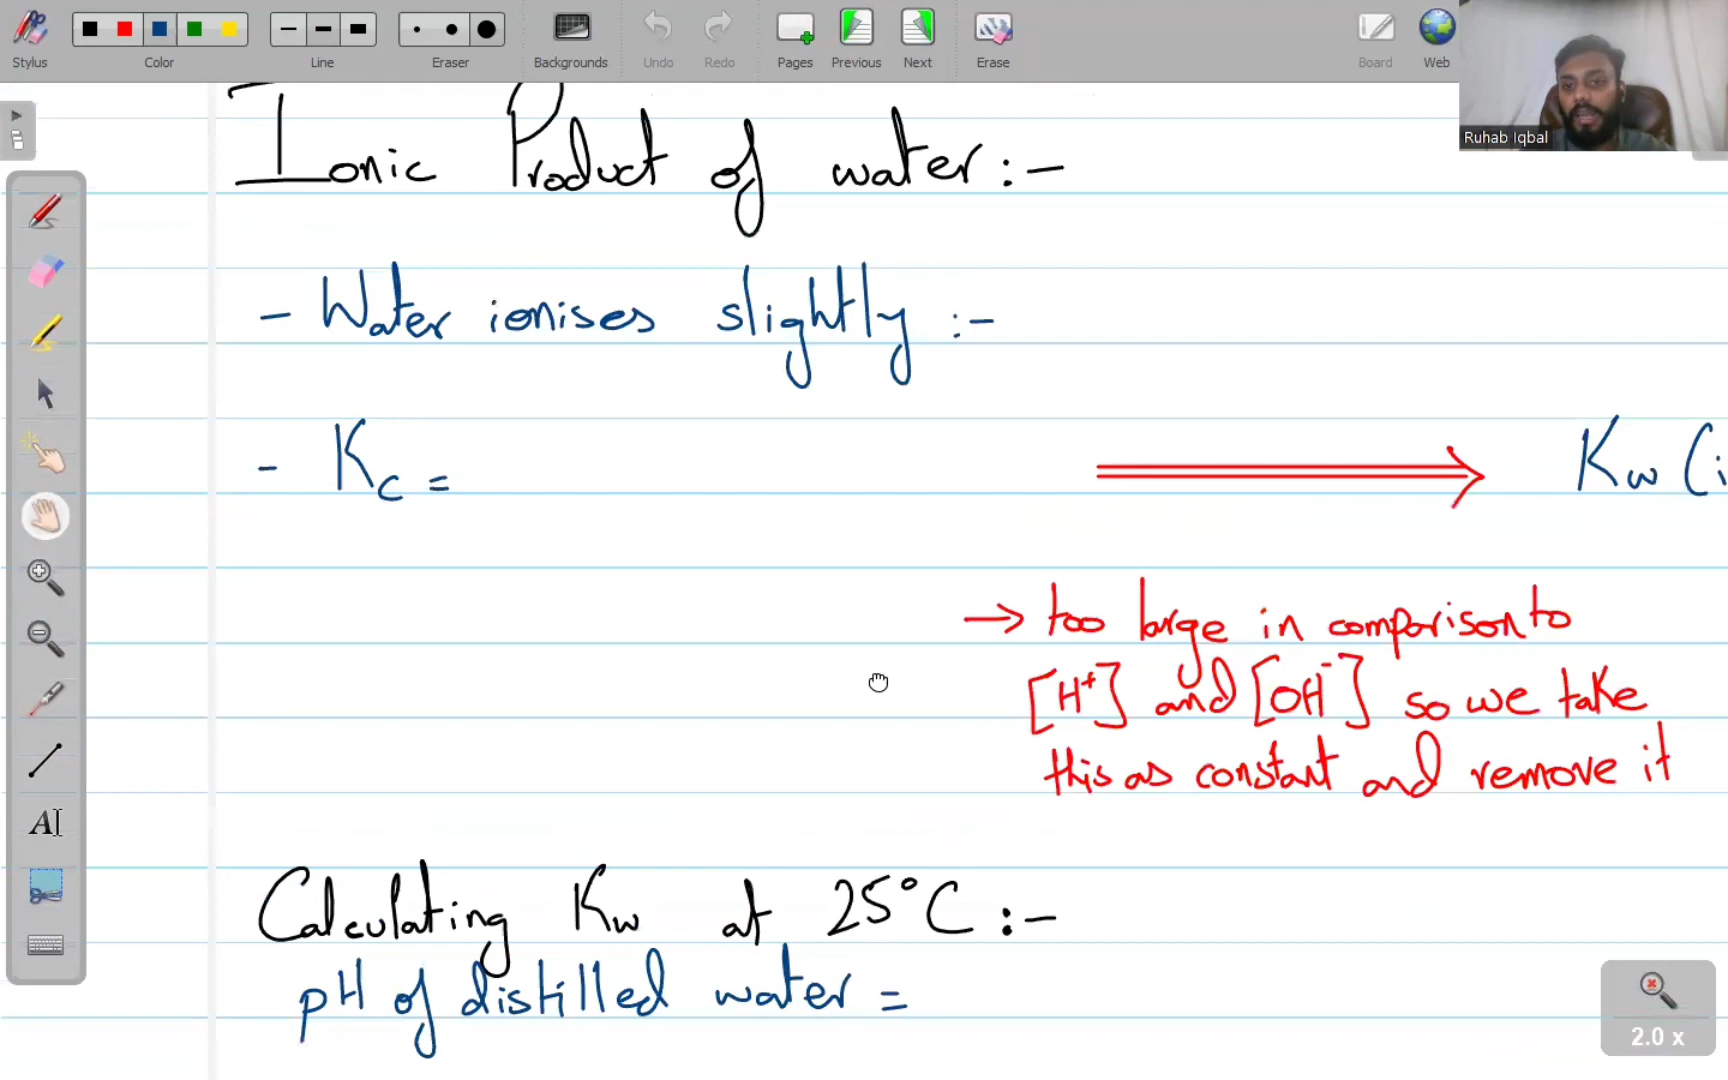 Stylus
Color
Line
Eraser
Backgrounds
Undo
Redo
Pages
Previous
Next
Erase
Board
Web
Ruhab Iqbal
Ionic Product of water:-
- Water ionises slightly :-
- Kc =
Kw (i
→ too large in comparison to
[H⁺] and [OH⁻] so we take
this as constant and remove it
Calculating Kw at 25°C :-
pH of distilled water =
2.0 x